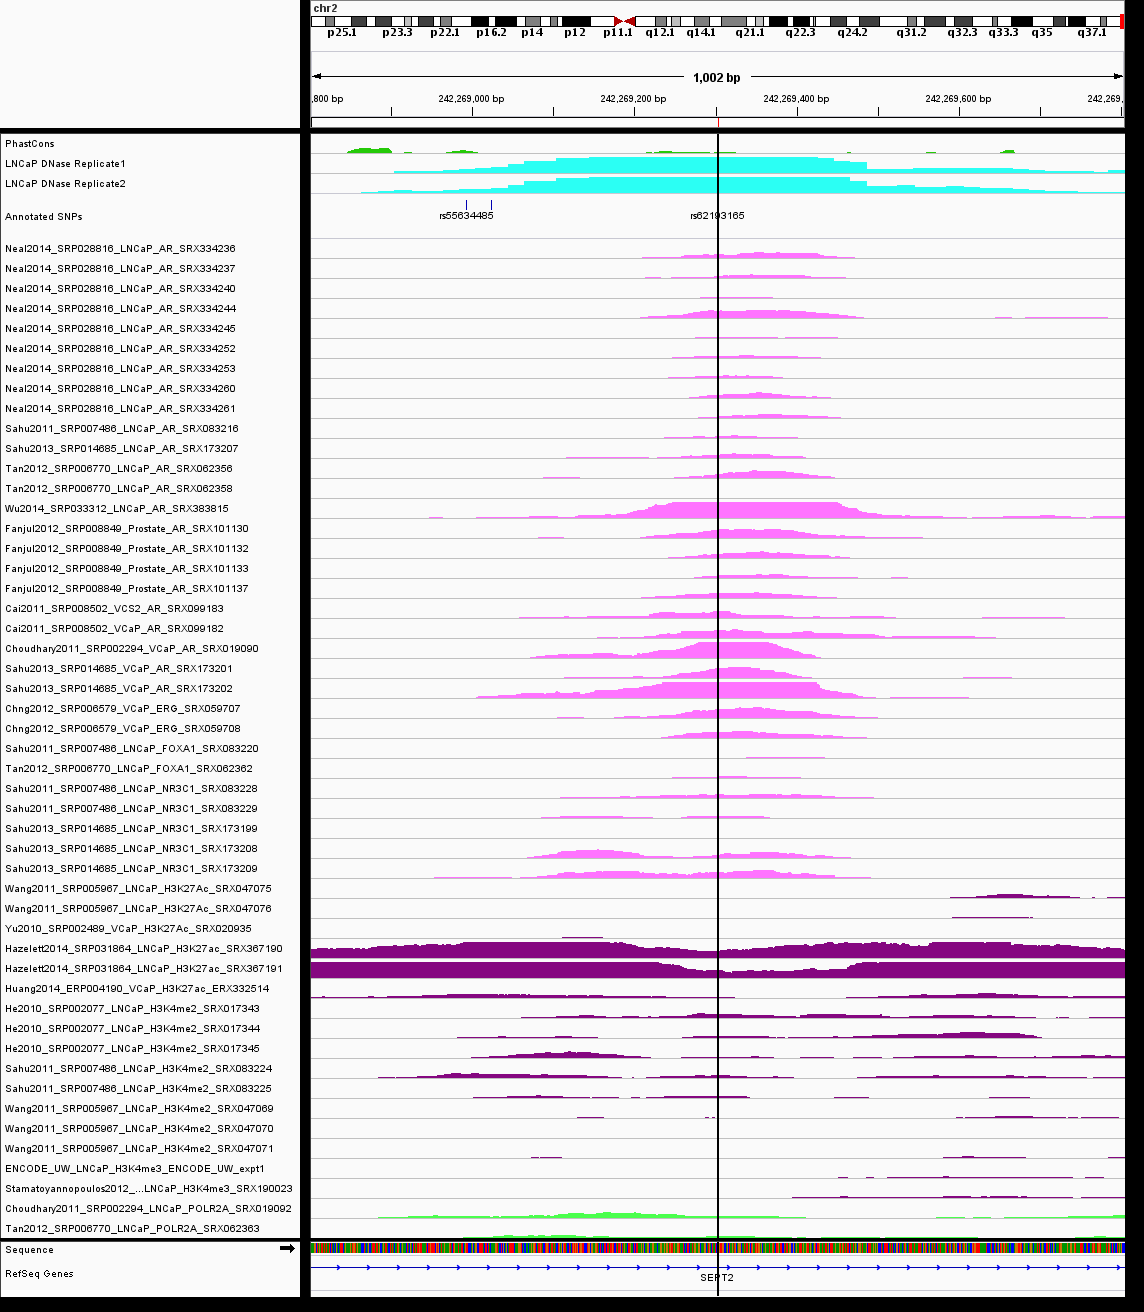 chr2
p25.1 p23.3 p22.1 p16.2 p14 p12 p11.1 q12.1 q14.1 q21.1 q22.3 q24.2 q31.2 q32.3 q33.3 q35 q37.1
1,002 bp
,800 bp 242,269,000 bp 242,269,200 bp 242,269,400 bp 242,269,600 bp 242,269,
PhastCons
LNCaP DNase Replicate1
LNCaP DNase Replicate2
Annotated SNPs rs55634485 rs62193165
Neal2014_SRP028816_LNCaP_AR_SRX334236
Neal2014_SRP028816_LNCaP_AR_SRX334237
Neal2014_SRP028816_LNCaP_AR_SRX334240
Neal2014_SRP028816_LNCaP_AR_SRX334244
Neal2014_SRP028816_LNCaP_AR_SRX334245
Neal2014_SRP028816_LNCaP_AR_SRX334252
Neal2014_SRP028816_LNCaP_AR_SRX334253
Neal2014_SRP028816_LNCaP_AR_SRX334260
Neal2014_SRP028816_LNCaP_AR_SRX334261
Sahu2011_SRP007486_LNCaP_AR_SRX083216
Sahu2013_SRP014685_LNCaP_AR_SRX173207
Tan2012_SRP006770_LNCaP_AR_SRX062356
Tan2012_SRP006770_LNCaP_AR_SRX062358
Wu2014_SRP033312_LNCaP_AR_SRX383815
Fanjul2012_SRP008849_Prostate_AR_SRX101130
Fanjul2012_SRP008849_Prostate_AR_SRX101132
Fanjul2012_SRP008849_Prostate_AR_SRX101133
Fanjul2012_SRP008849_Prostate_AR_SRX101137
Cai2011_SRP008502_VCS2_AR_SRX099183
Cai2011_SRP008502_VCaP_AR_SRX099182
Choudhary2011_SRP002294_VCaP_AR_SRX019090
Sahu2013_SRP014685_VCaP_AR_SRX173201
Sahu2013_SRP014685_VCaP_AR_SRX173202
Chng2012_SRP006579_VCaP_ERG_SRX059707
Chng2012_SRP006579_VCaP_ERG_SRX059708
Sahu2011_SRP007486_LNCaP_FOXA1_SRX083220
Tan2012_SRP006770_LNCaP_FOXA1_SRX062362
Sahu2011_SRP007486_LNCaP_NR3C1_SRX083228
Sahu2011_SRP007486_LNCaP_NR3C1_SRX083229
Sahu2013_SRP014685_LNCaP_NR3C1_SRX173199
Sahu2013_SRP014685_LNCaP_NR3C1_SRX173208
Sahu2013_SRP014685_LNCaP_NR3C1_SRX173209
Wang2011_SRP005967_LNCaP_H3K27Ac_SRX047075
Wang2011_SRP005967_LNCaP_H3K27Ac_SRX047076
Yu2010_SRP002489_VCaP_H3K27Ac_SRX020935
Hazelett2014_SRP031864_LNCaP_H3K27ac_SRX367190
Hazelett2014_SRP031864_LNCaP_H3K27ac_SRX367191
Huang2014_ERP004190_VCaP_H3K27ac_ERX332514
He2010_SRP002077_LNCaP_H3K4me2_SRX017343
He2010_SRP002077_LNCaP_H3K4me2_SRX017344
He2010_SRP002077_LNCaP_H3K4me2_SRX017345
Sahu2011_SRP007486_LNCaP_H3K4me2_SRX083224
Sahu2011_SRP007486_LNCaP_H3K4me2_SRX083225
Wang2011_SRP005967_LNCaP_H3K4me2_SRX047069
Wang2011_SRP005967_LNCaP_H3K4me2_SRX047070
Wang2011_SRP005967_LNCaP_H3K4me2_SRX047071
ENCODE_UW_LNCaP_H3K4me3_ENCODE_UW_expt1
Stamatoyannopoulos2012_...LNCaP_H3K4me3_SRX190023
Choudhary2011_SRP002294_LNCaP_POLR2A_SRX019092
Tan2012_SRP006770_LNCaP_POLR2A_SRX062363
Sequence
RefSeq Genes
SEPT2